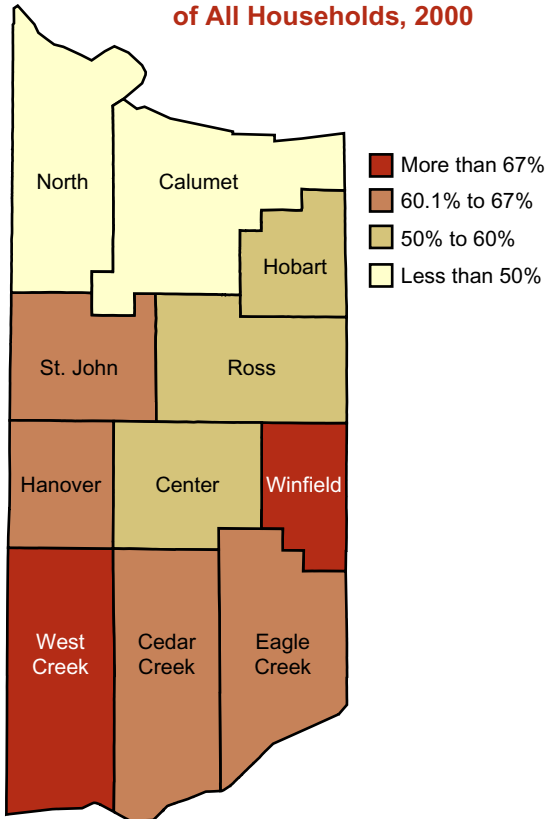 of All Households, 2000
More than 67%
60.1% to 67%
50% to 60%
Less than 50%
North
Calumet
Hobart
St. John
Ross
Hanover
Center
Winfield
West
Creek
Cedar
Creek
Eagle
Creek